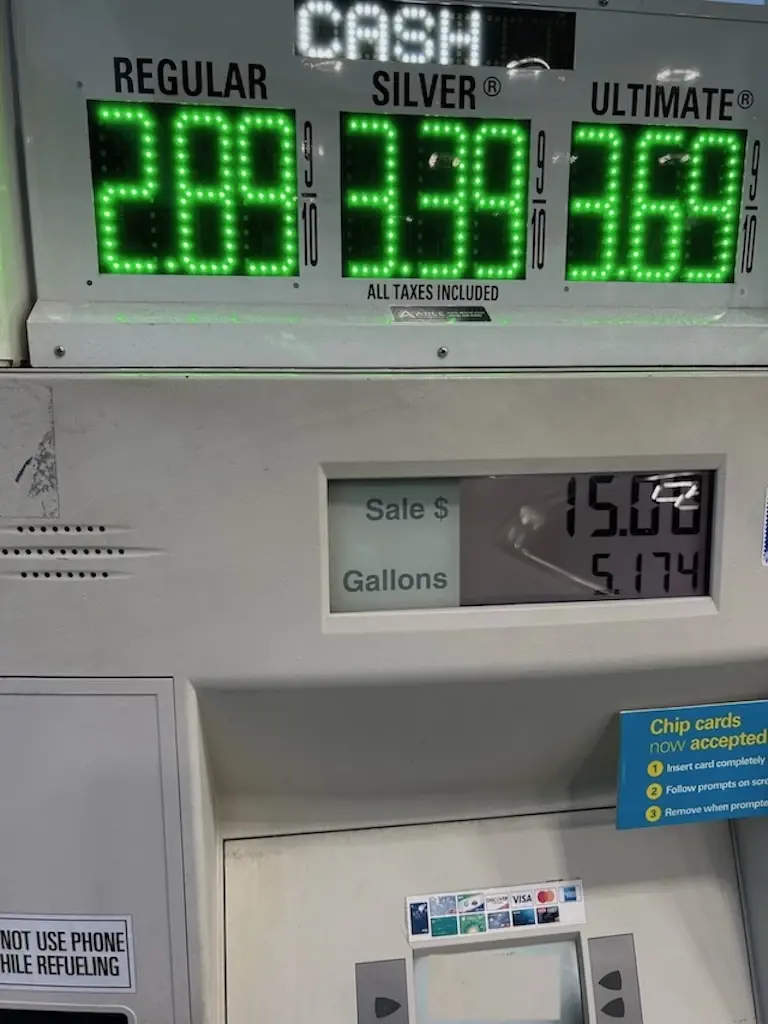 CASH
REGULAR SILVER® ULTIMATE®
2.89 9/10 3.39 9/10 3.69 9/10
ALL TAXES INCLUDED
Sale $ 15.00
Gallons 5.174
Chip cards
now accepted
1 Insert card completely
2 Follow prompts on scre
3 Remove when prompte
DISCOVER VISA
NOT USE PHONE
HILE REFUELING